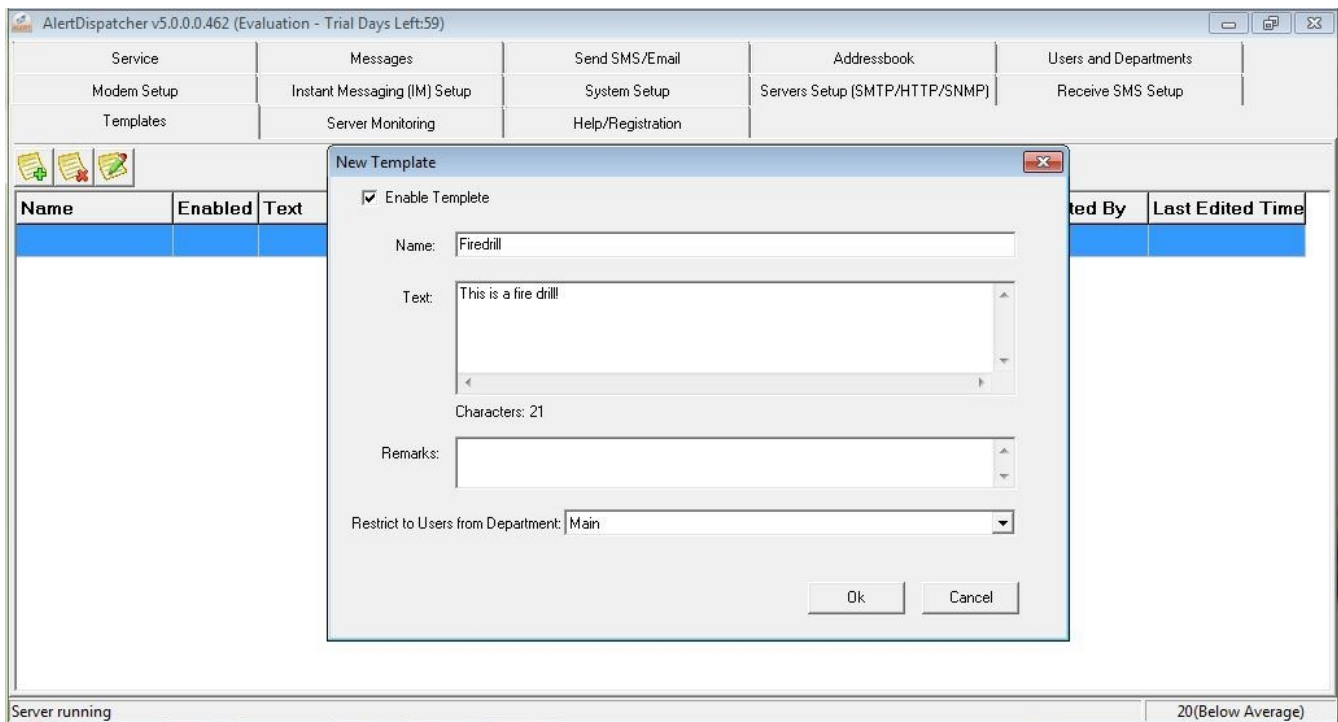 AlertDispatcher v5.0.0.0.462 (Evaluation - Trial Days Left:59)
Service Messages Send SMS/Email Addressbook Users and Departments
Modem Setup Instant Messaging (IM) Setup System Setup Servers Setup (SMTP/HTTP/SNMP) Receive SMS Setup
Templates Server Monitoring Help/Registration
New Template
Enable Templete
Name Enabled Text ted By Last Edited Time
Name: Firedrill
Text: This is a fire drill!
Characters: 21
Remarks:
Restrict to Users from Department: Main
Ok Cancel
Server running 20(Below Average)